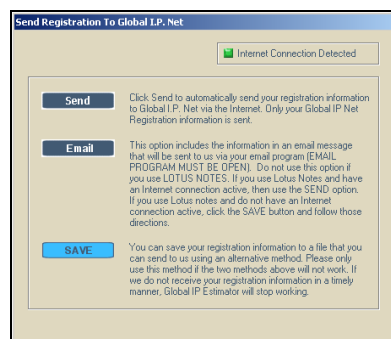 Send Registration To Global I.P. Net
Internet Connection Detected
Send
Click Send to automatically send your registration information
to Global I.P. Net via the Internet. Only your Global IP Net
Registration information is sent.
Email
This option includes the information in an email message
that will be sent to us via your email program (EMAIL
PROGRAM MUST BE OPEN).  Do not use this option if
you use LOTUS NOTES. If you use Lotus Notes and have
an Internet connection active, then use the SEND option.
If you use Lotus notes and do not have an Internet
connection active, click the SAVE button and follow those
directions.
SAVE
You can save your registration information to a file that you
can send to us using an alternative method. Please only
use this method if the two methods above will not work. If
we do not receive your registration information in a timely
manner, Global IP Estimator will stop working.